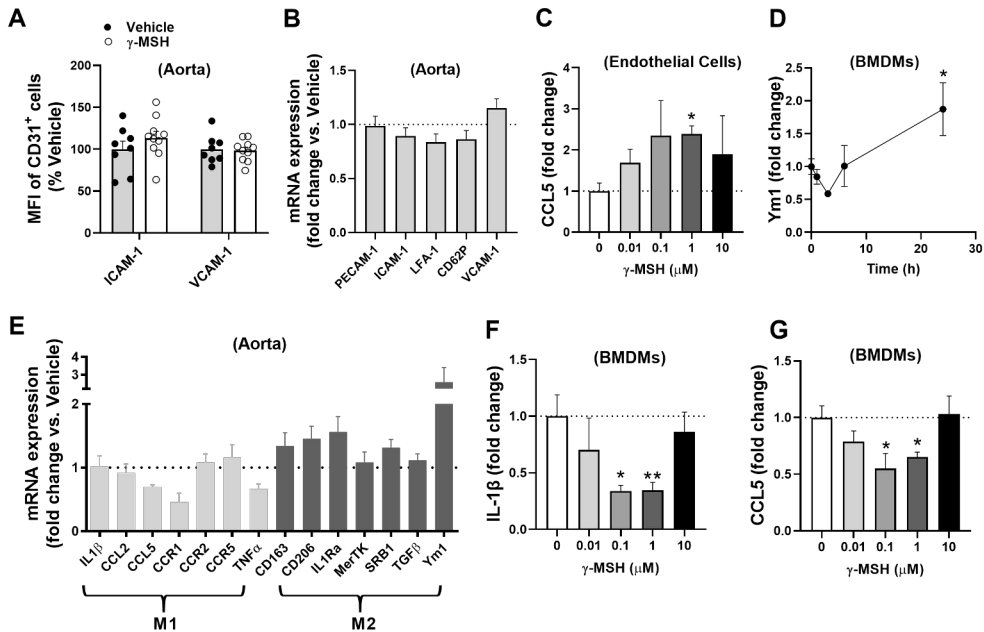 A
Vehicle
γ-MSH
(Aorta)
MFI of CD31⁺ cells
(% Vehicle)
200
150
100
50
0
ICAM-1
VCAM-1
B
(Aorta)
mRNA expression
(fold change vs. Vehicle)
1.5
1.0
0.5
0.0
PECAM-1
ICAM-1
LFA-1
CD62P
VCAM-1
C
(Endothelial Cells)
CCL5 (fold change)
4
3
2
1
0
0 0.01 0.1 1 10
*
γ-MSH (μM)
D
(BMDMs)
Ym1 (fold change)
2.5
2.0
1.5
1.0
0.5
0.0
*
0 10 20 30
Time (h)
E
(Aorta)
mRNA expression
(fold change vs. Vehicle)
4
3
2
1
0
IL1β
CCL2
CCL5
CCR1
CCR2
CCR5
TNFα
CD163
CD206
IL1Ra
MerTK
SRB1
TGFβ
Ym1
M1
M2
F
(BMDMs)
IL-1β (fold change)
1.5
1.0
0.5
0.0
* **
0 0.01 0.1 1 10
γ-MSH (μM)
G
(BMDMs)
CCL5 (fold change)
1.5
1.0
0.5
0.0
* *
0 0.01 0.1 1 10
γ-MSH (μM)